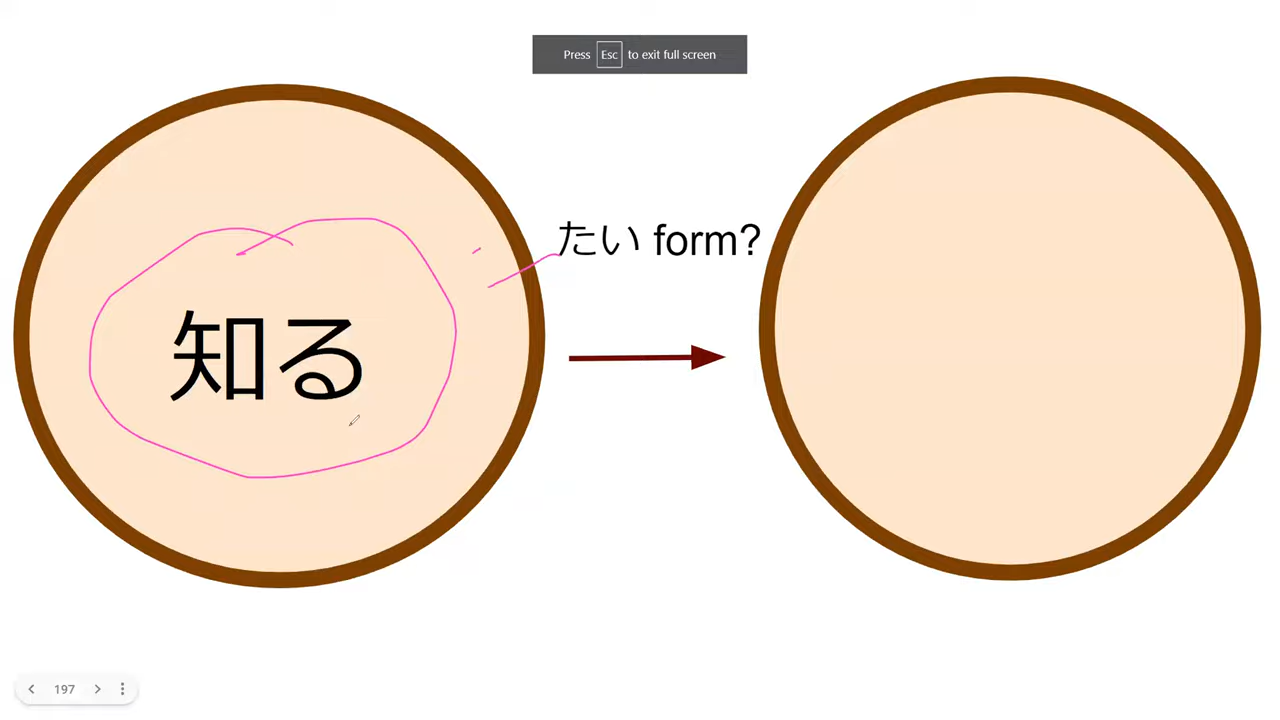 Press Esc to exit full screen
たい form?
知る
197